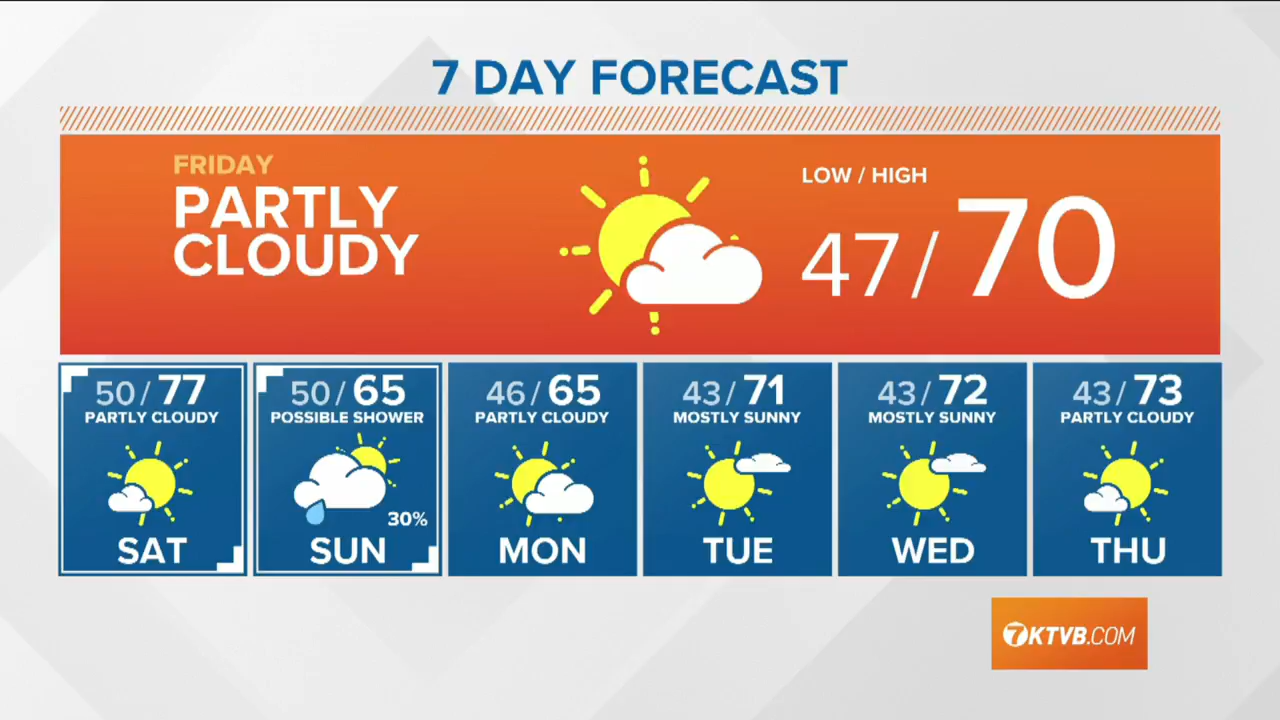 7 DAY FORECAST
FRIDAY
PARTLY
CLOUDY
LOW / HIGH
47 / 70
50 / 77
PARTLY CLOUDY
SAT
50 / 65
POSSIBLE SHOWER
30%
SUN
46 / 65
PARTLY CLOUDY
MON
43 / 71
MOSTLY SUNNY
TUE
43 / 72
MOSTLY SUNNY
WED
43 / 73
PARTLY CLOUDY
THU
7 KTVB.COM